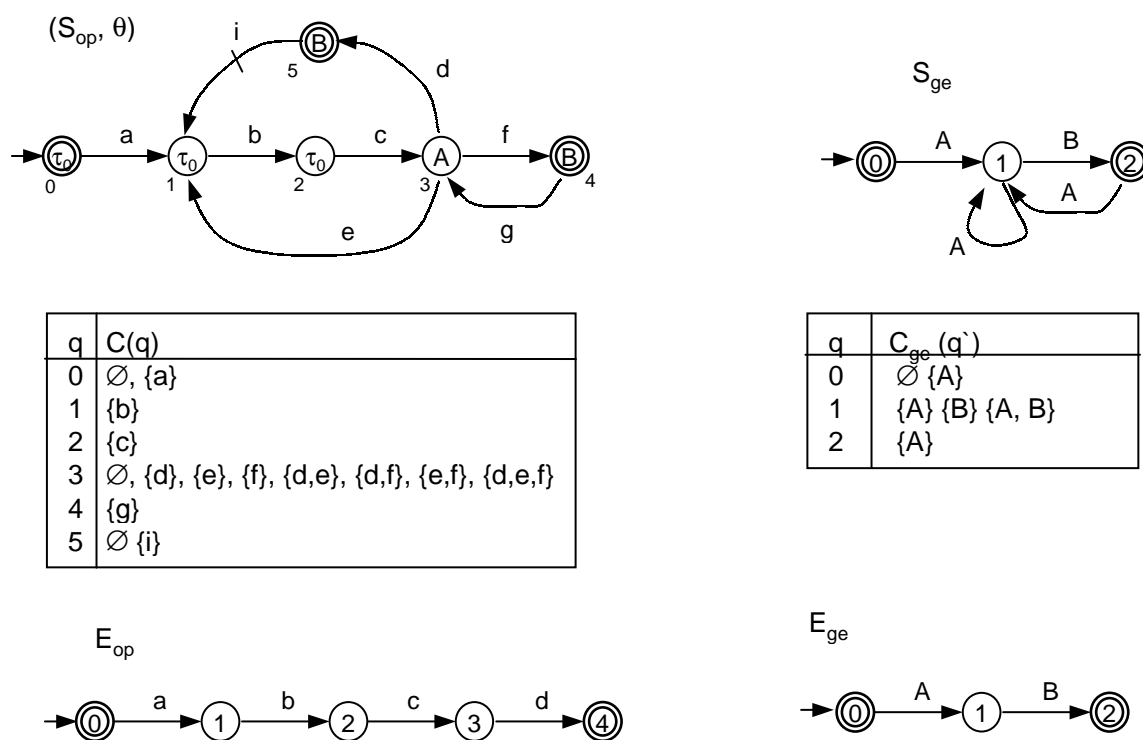 (S_op, θ)
i
B
5
d
S_ge
a
b
c
f
τ₀
τ₀
τ₀
A
B
0
1
2
3
4
e
g
A
B
0
1
2
A
A
q C(q)
0 ∅, {a}
1 {b}
2 {c}
3 ∅, {d}, {e}, {f}, {d,e}, {d,f}, {e,f}, {d,e,f}
4 {g}
5 ∅ {i}
q C_ge (q`)
0 ∅ {A}
1 {A} {B} {A, B}
2 {A}
E_op
a b c d
0 1 2 3 4
E_ge
A B
0 1 2